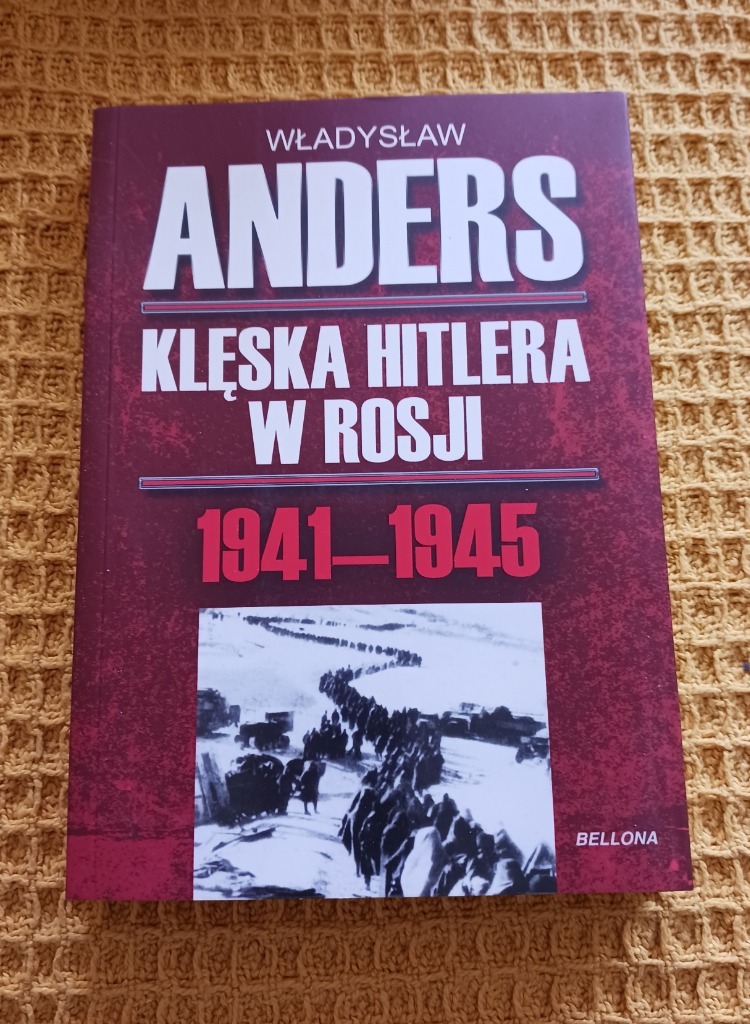 WŁADYSŁAW
ANDERS
KLĘSKA HITLERA
W ROSJI
1941—1945
BELLONA